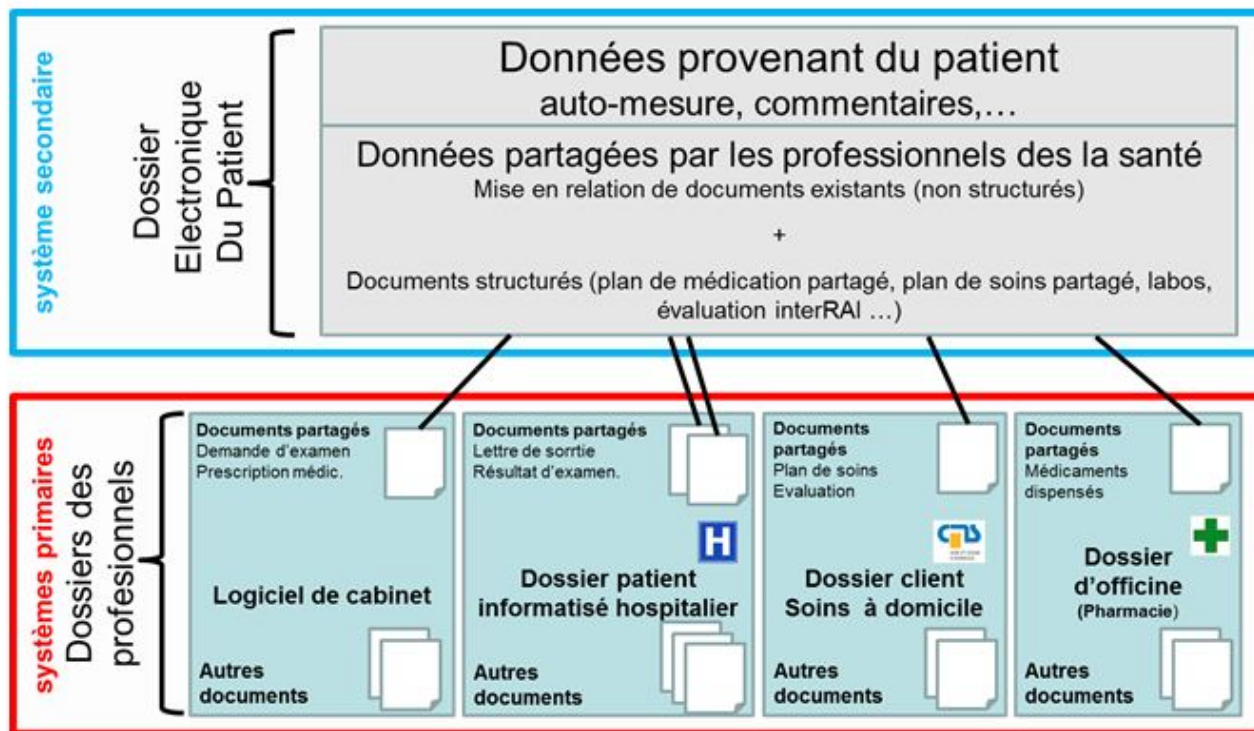 système secondaire
Dossier
Electronique
Du Patient
Données provenant du patient
auto-mesure, commentaires,…
Données partagées par les professionnels des la santé
Mise en relation de documents existants (non structurés)
+
Documents structurés (plan de médication partagé, plan de soins partagé, labos,
évaluation interRAI …)
systèmes primaires
Dossiers des
profesionnels
Documents partagés
Demande d'examen
Prescription médic.
Logiciel de cabinet
Autres
documents
Documents partagés
Lettre de sorrtie
Résultat d'examen.
H
Dossier patient
informatisé hospitalier
Autres
documents
Documents
partagés
Plan de soins
Evaluation
cms
Dossier client
Soins à domicile
Autres
documents
Documents
partagés
Médicaments
dispensés
Dossier
d'officine
(Pharmacie)
Autres
documents